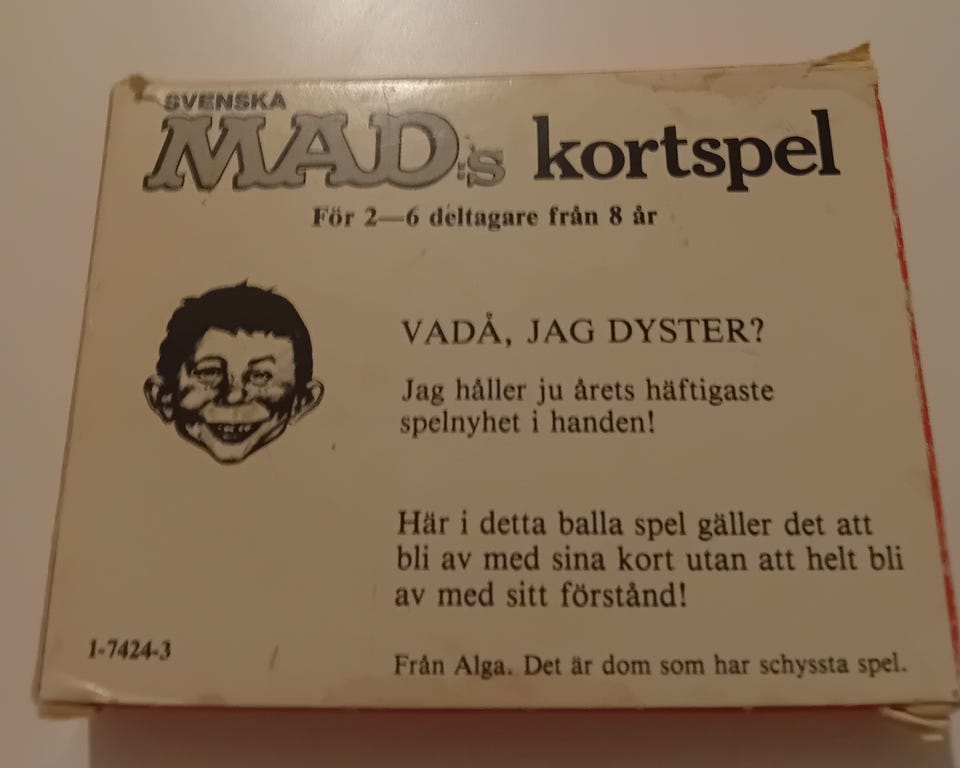 SVENSKA
MAD:s kortspel
För 2—6 deltagare från 8 år
VADÅ, JAG DYSTER?
Jag håller ju årets häftigaste
spelnyhet i handen!
Här i detta balla spel gäller det att
bli av med sina kort utan att helt bli
av med sitt förstånd!
1-7424-3
Från Alga. Det är dom som har schyssta spel.